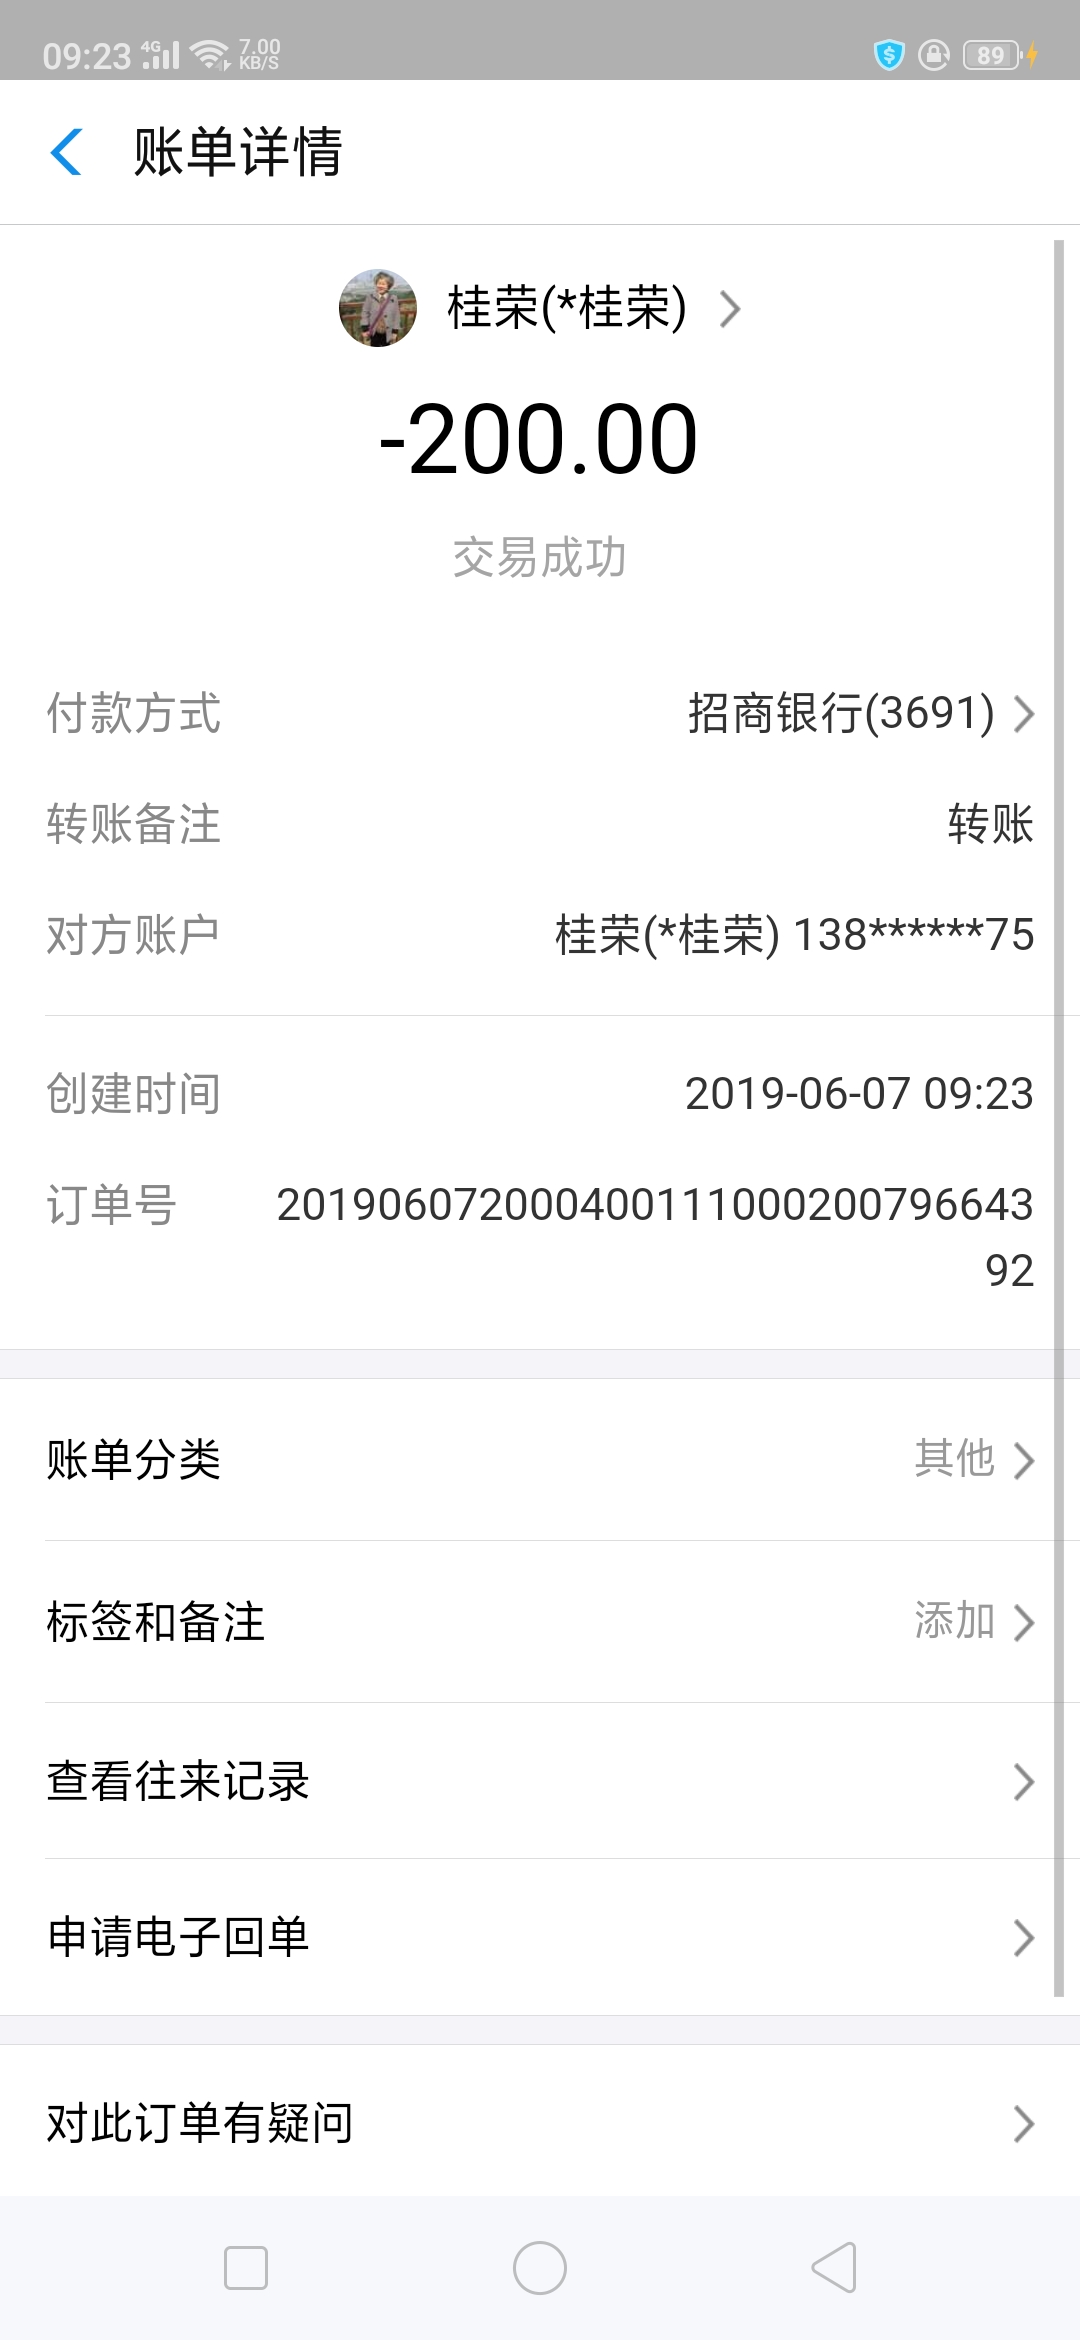 09:23 4G 7.00 KB/S 89
账单详情
桂荣(*桂荣)
-200.00
交易成功
付款方式 招商银行(3691)
转账备注 转账
对方账户 桂荣(*桂荣) 138******75
创建时间 2019-06-07 09:23
订单号 201906072000400111000200796643
92
账单分类 其他
标签和备注 添加
查看往来记录
申请电子回单
对此订单有疑问